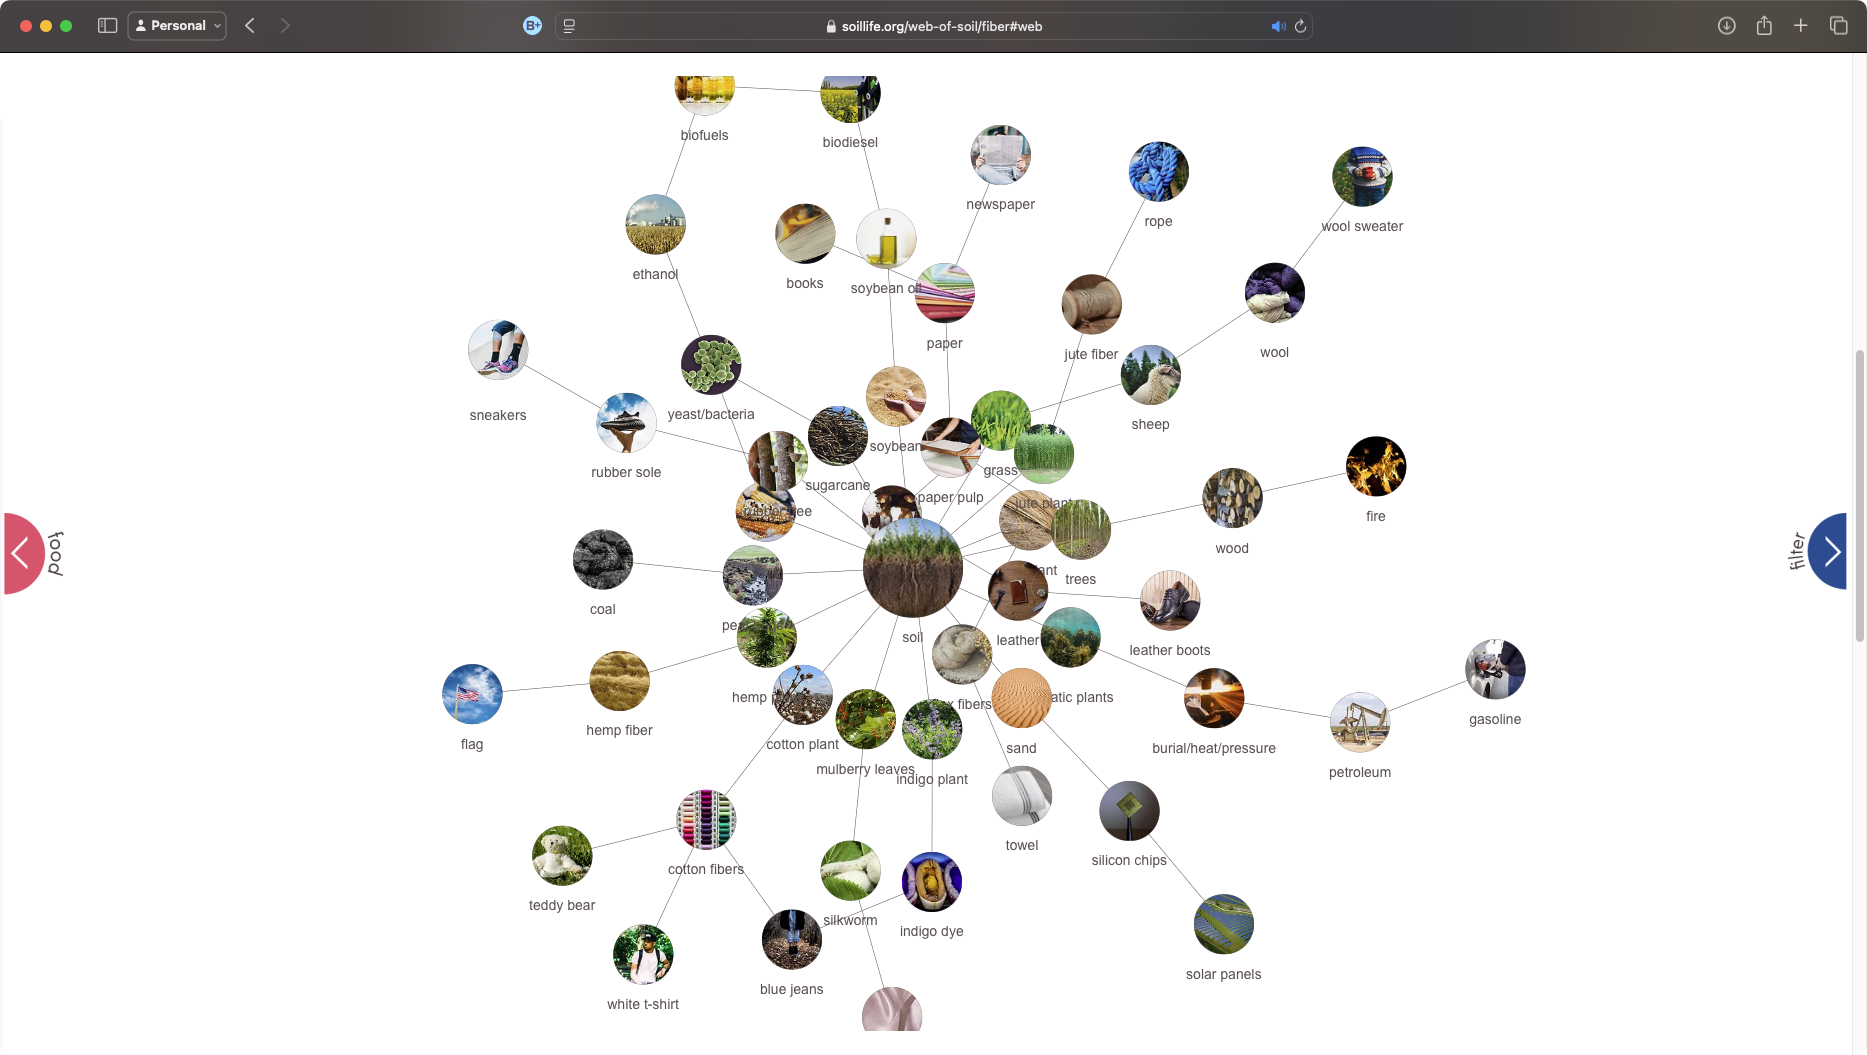 Personal
B+
soillife.org/web-of-soil/fiber#web
biofuels
biodiesel
newspaper
rope
wool sweater
ethanol
books
soybean oil
paper
jute fiber
wool
sneakers
yeast/bacteria
soybean
sheep
rubber sole
sugarcane
grass
paper pulp
jute plant
rubber tree
fire
wood
food
filter
coal
trees
soil
leather
leather boots
hemp
cotton plant
fibers
sand
burial/heat/pressure
gasoline
flag
hemp fiber
mulberry leaves
indigo plant
petroleum
towel
silicon chips
cotton fibers
teddy bear
silkworm
indigo dye
solar panels
white t-shirt
blue jeans